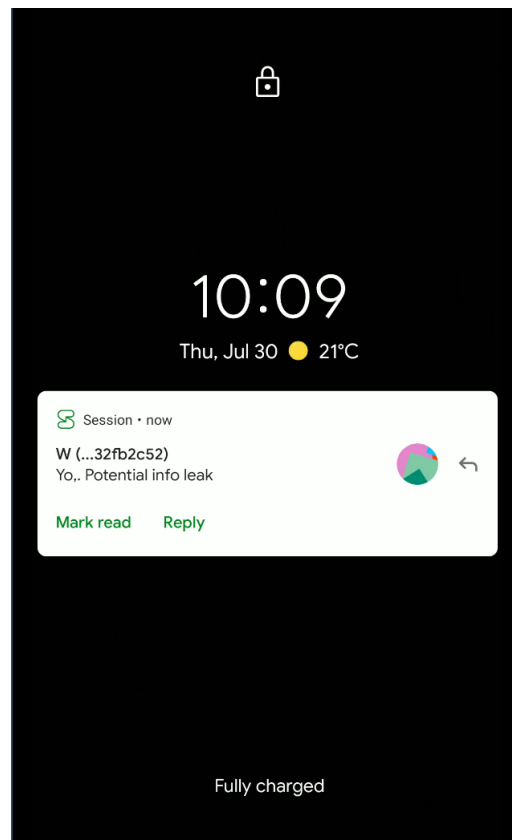 10:09
Thu, Jul 30 21°C
Session • now
W (...32fb2c52)
Yo,. Potential info leak
Mark read Reply
Fully charged